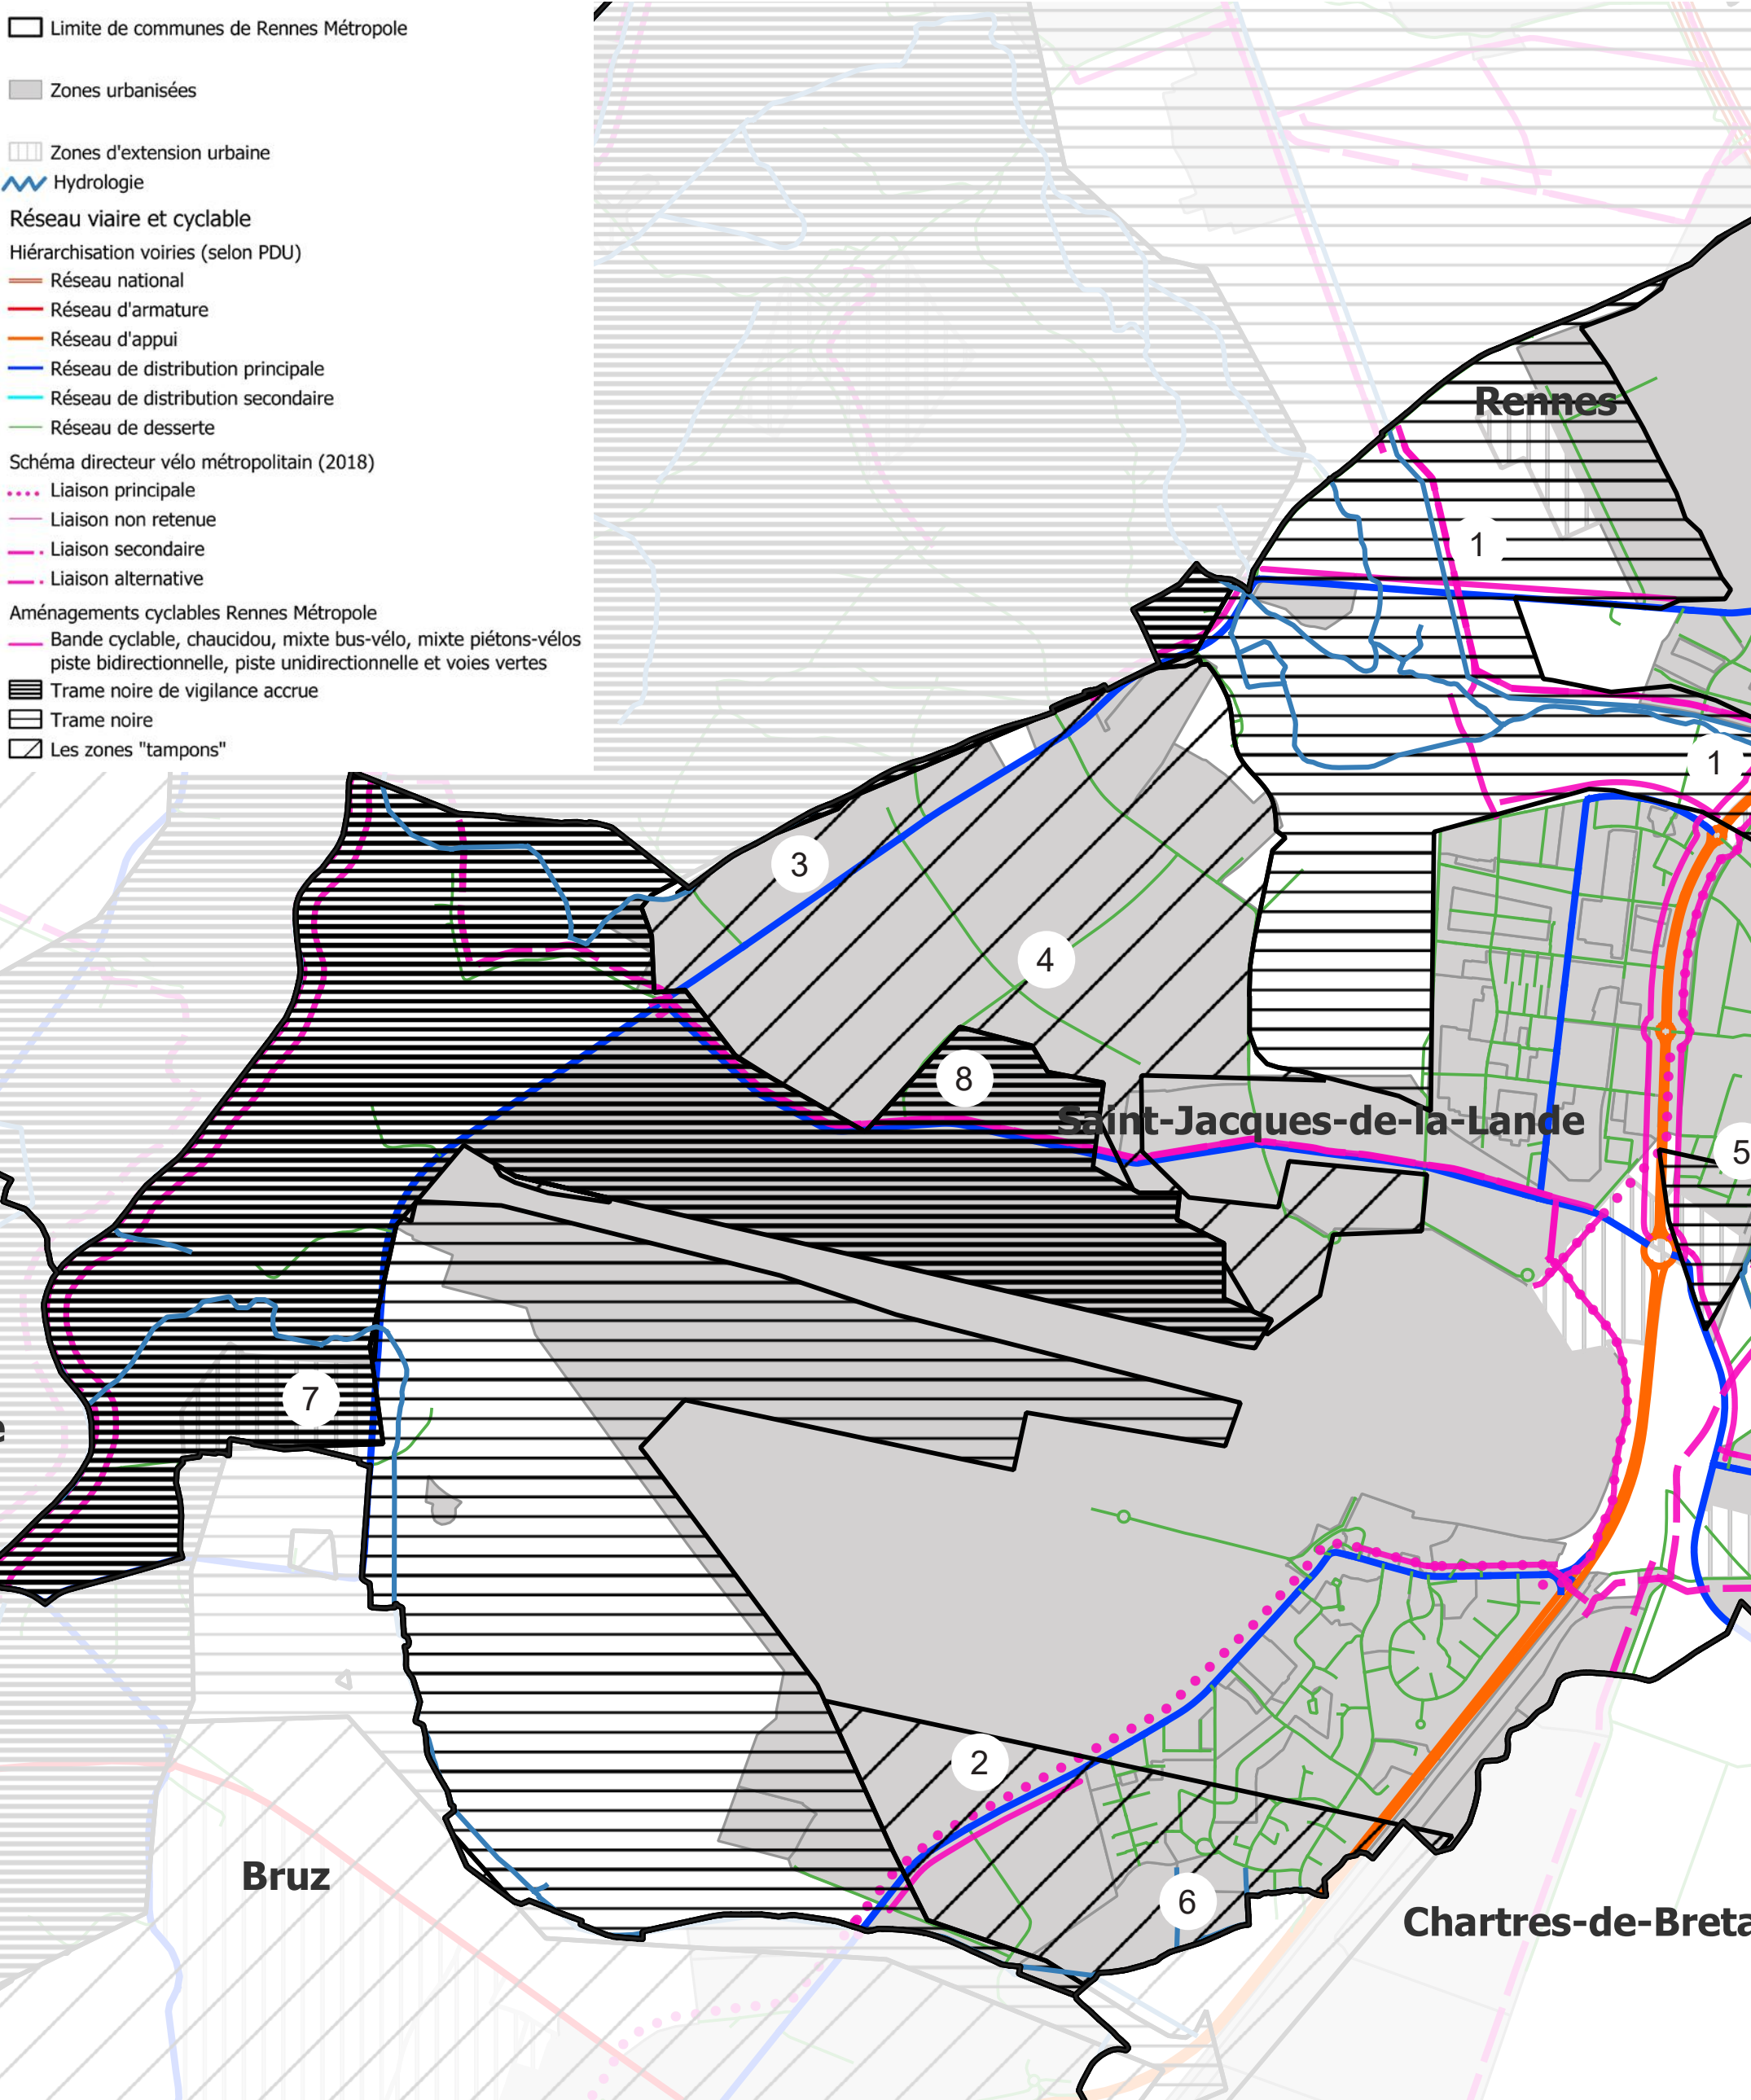 Limite de communes de Rennes Métropole
Zones urbanisées
Zones d'extension urbaine
Hydrologie
Réseau viaire et cyclable
Hiérarchisation voiries (selon PDU)
Réseau national
Réseau d'armature
Réseau d'appui
Réseau de distribution principale
Réseau de distribution secondaire
Réseau de desserte
Schéma directeur vélo métropolitain (2018)
Liaison principale
Liaison non retenue
Liaison secondaire
Liaison alternative
Aménagements cyclables Rennes Métropole
Bande cyclable, chaucidou, mixte bus-vélo, mixte piétons-vélos
piste bidirectionnelle, piste unidirectionnelle et voies vertes
Trame noire de vigilance accrue
Trame noire
Les zones "tampons"
Rennes
1
1
3
4
8
Saint-Jacques-de-la-Lande
5
7
e
2
Bruz
6
Chartres-de-Breta